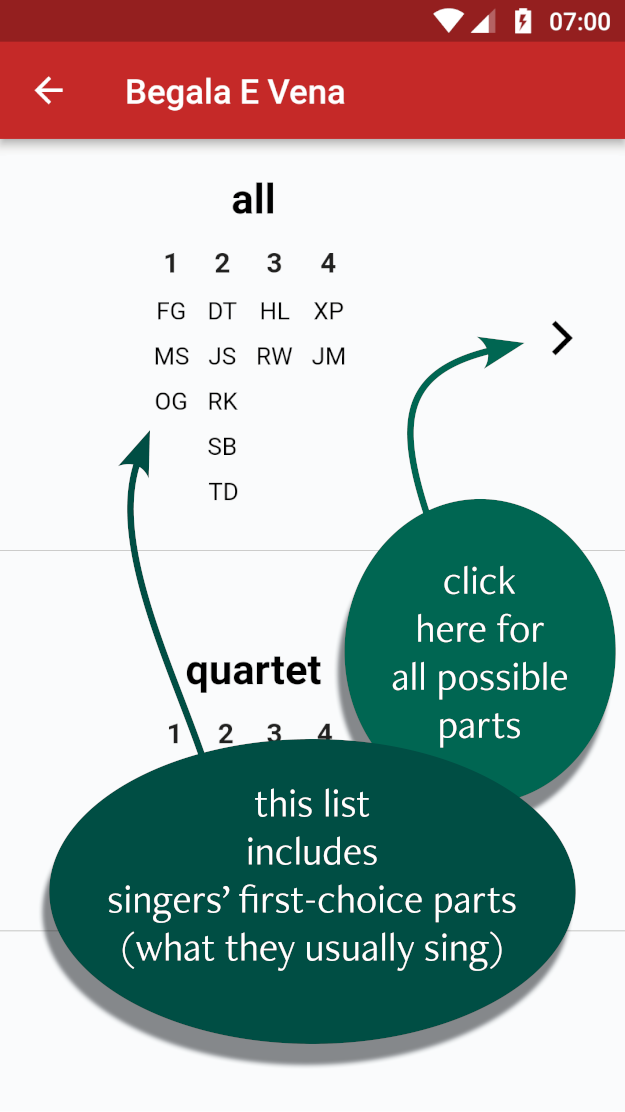 07:00
Begala E Vena
all
1 2 3 4
FG DT HL XP
MS JS RW JM
OG RK
SB
TD
click
here for
all possible
parts
quartet
1 2 3 4
this list
includes
singers’ first-choice parts
(what they usually sing)